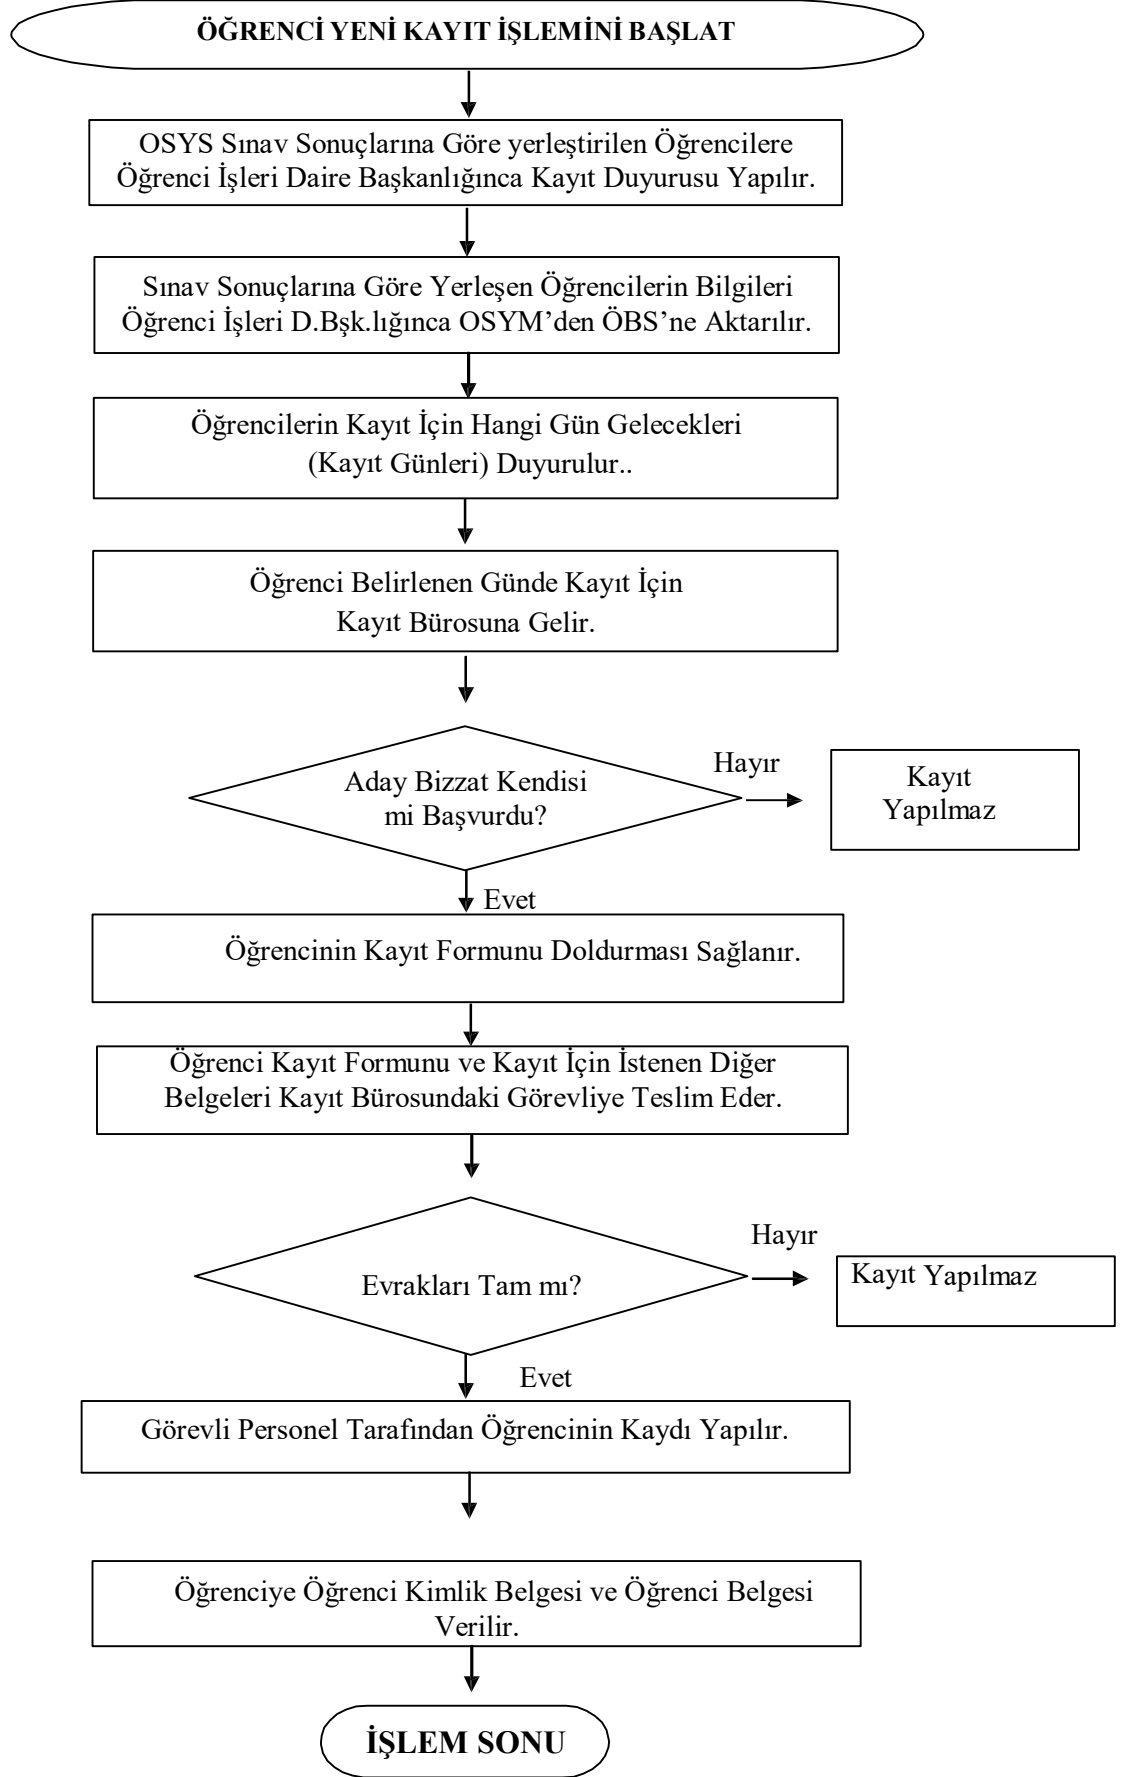 ÖĞRENCİ YENİ KAYIT İŞLEMİNİ BAŞLAT
OSYS Sınav Sonuçlarına Göre yerleştirilen Öğrencilere
Öğrenci İşleri Daire Başkanlığınca Kayıt Duyurusu Yapılır.
Sınav Sonuçlarına Göre Yerleşen Öğrencilerin Bilgileri
Öğrenci İşleri D.Bşk.lığınca OSYM’den ÖBS’ne Aktarılır.
Öğrencilerin Kayıt İçin Hangi Gün Gelecekleri
(Kayıt Günleri) Duyurulur..
Öğrenci Belirlenen Günde Kayıt İçin
Kayıt Bürosuna Gelir.
Aday Bizzat Kendisi
mi Başvurdu?
Hayır
Kayıt
Yapılmaz
Evet
Öğrencinin Kayıt Formunu Doldurması Sağlanır.
Öğrenci Kayıt Formunu ve Kayıt İçin İstenen Diğer
Belgeleri Kayıt Bürosundaki Görevliye Teslim Eder.
Evrakları Tam mı?
Hayır
Kayıt Yapılmaz
Evet
Görevli Personel Tarafından Öğrencinin Kaydı Yapılır.
Öğrenciye Öğrenci Kimlik Belgesi ve Öğrenci Belgesi
Verilir.
İŞLEM SONU